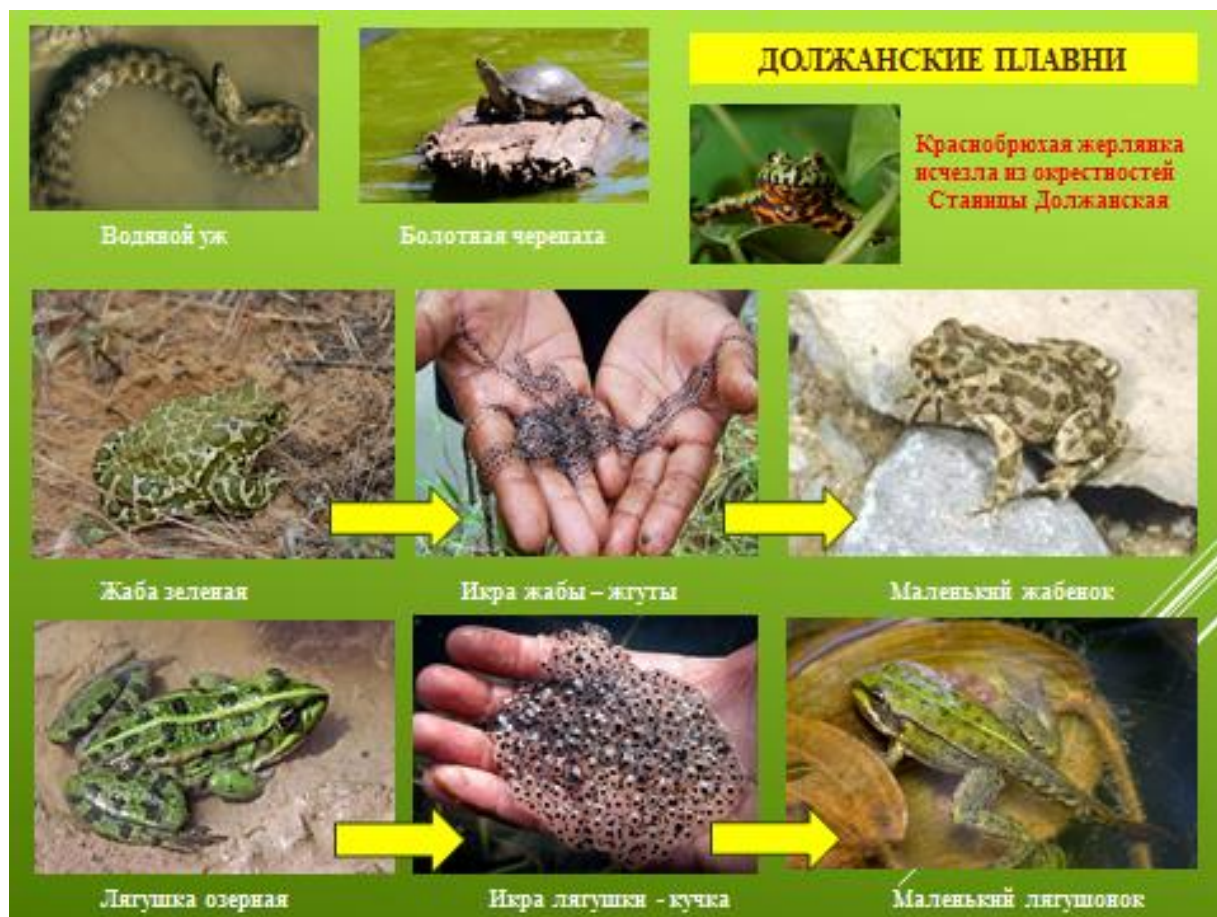 ДОЛЖАНСКИЕ ПЛАВНИ
Краснобрюхая жерлянка
исчезла из окрестностей
Станицы Должанская
Водяной уж
Болотная черепаха
Жаба зеленая
Икра жабы – жгуты
Маленький жабенок
Лягушка озерная
Икра лягушки - кучка
Маленький лягушонок